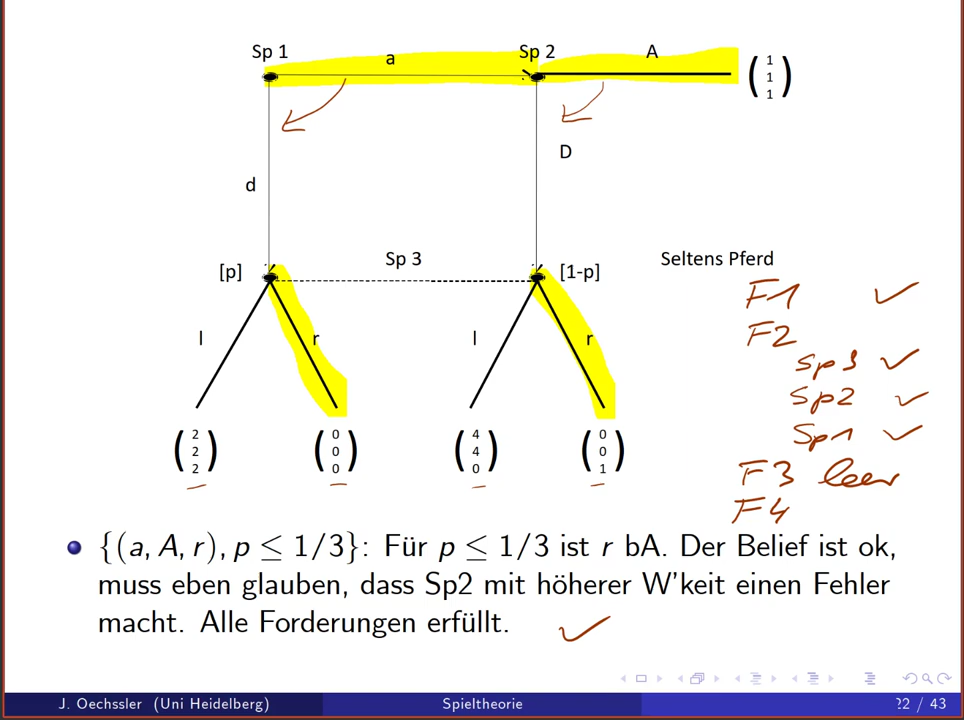 Sp 1 a Sp 2 A
( 1 1 1 )
D
d
[p] Sp 3 [1-p] Seltens Pferd
F1 ✓
F2
l r l r
Sp3 ✓
Sp2 ✓
Sp1 ✓
( 2 2 2 ) ( 0 0 0 ) ( 4 4 0 ) ( 0 0 1 )
F3 leer
F4
{(a, A, r), p ≤ 1/3}: Für p ≤ 1/3 ist r bA. Der Belief ist ok,
muss eben glauben, dass Sp2 mit höherer W'keit einen Fehler
macht. Alle Forderungen erfüllt. ✓
J. Oechssler (Uni Heidelberg) Spieltheorie 22 / 43